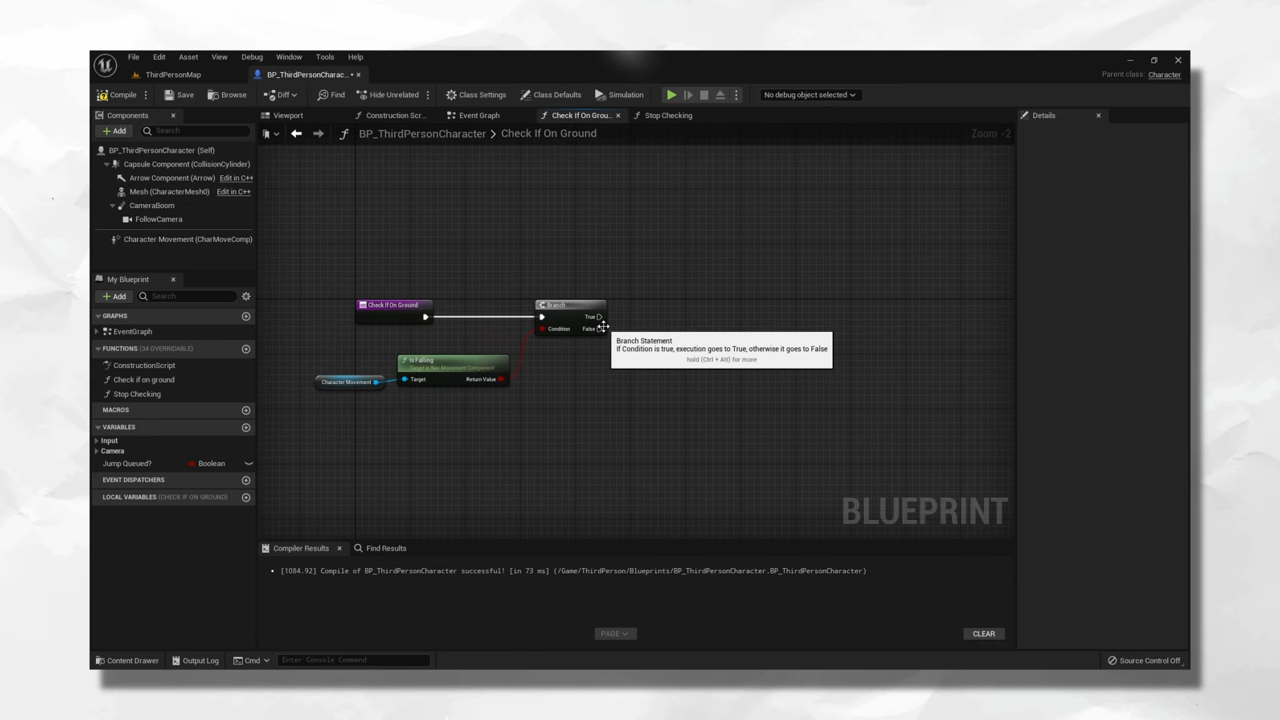 File Edit Asset View Debug Window Tools Help
ThirdPersonMap BP_ThirdPersonCharac...
Parent class: Character
Compile Save Browse Diff Find Hide Unrelated Class Settings Class Defaults Simulation No debug object selected
Components
Add Search
BP_ThirdPersonCharacter (Self)
Capsule Component (CollisionCylinder)
Arrow Component (Arrow) Edit in C++
Mesh (CharacterMesh0) Edit in C++
CameraBoom
FollowCamera
Character Movement (CharMoveComp)
My Blueprint
Add Search
GRAPHS
EventGraph
FUNCTIONS (34 OVERRIDABLE)
ConstructionScript
Check if on ground
Stop Checking
MACROS
VARIABLES
Input
Camera
Jump Queued? Boolean
EVENT DISPATCHERS
LOCAL VARIABLES (CHECK IF ON GROUND)
Viewport Construction Scr... Event Graph Check If On Grou... Stop Checking
BP_ThirdPersonCharacter > Check If On Ground
Zoom -2
Check If On Ground
Branch
True
Condition False
Is Falling
Target is Nav Movement Component
Character Movement Target Return Value
Branch Statement
If Condition is true, execution goes to True, otherwise it goes to False
hold (Ctrl + Alt) for more
BLUEPRINT
Compiler Results Find Results
[1084.92] Compile of BP_ThirdPersonCharacter successful! [in 73 ms] (/Game/ThirdPerson/Blueprints/BP_ThirdPersonCharacter.BP_ThirdPersonCharacter)
PAGE
CLEAR
Details
Content Drawer Output Log Cmd Enter Console Command Source Control Off